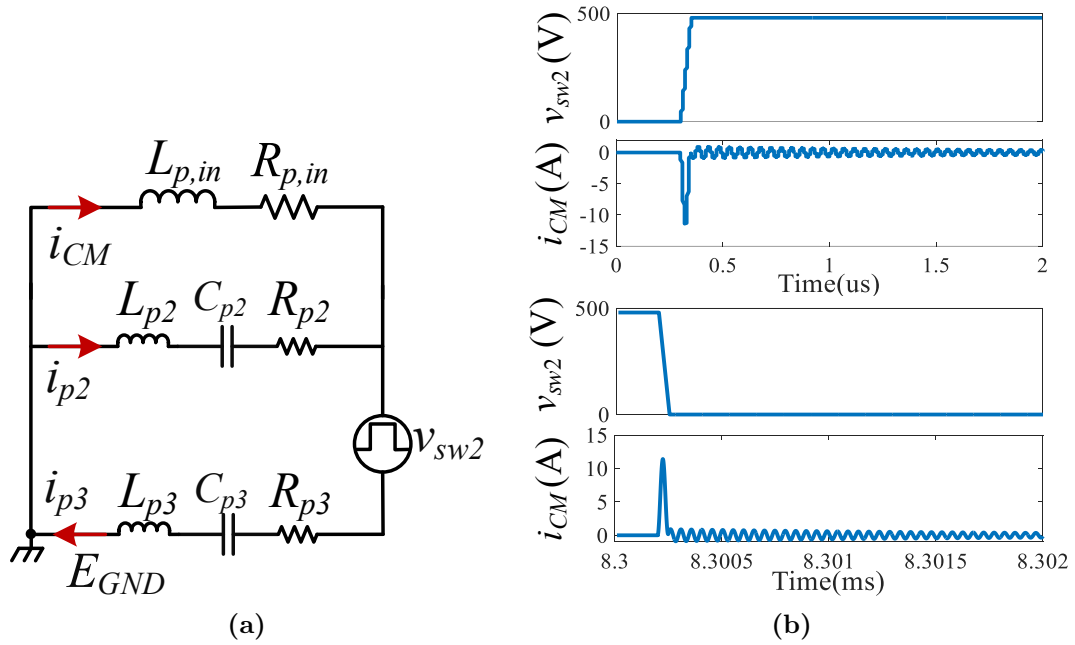 L_{p,in} R_{p,in}
i_{CM}
L_{p2} C_{p2} R_{p2}
i_{p2}
v_{sw2}
i_{p3} L_{p3} C_{p3} R_{p3}
E_{GND}
(a)
v_{sw2}(V)
500
0
i_{CM}(A)
0
-5
-10
-15
0 0.5 1 1.5 2
Time(us)
v_{sw2}(V)
500
0
i_{CM}(A)
15
10
5
0
8.3 8.3005 8.301 8.3015 8.302
Time(ms)
(b)